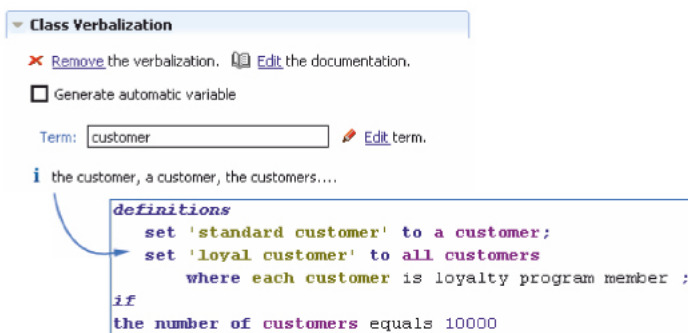 Class Verbalization
Remove the verbalization. Edit the documentation.
Generate automatic variable
Term: customer Edit term.
i the customer, a customer, the customers....
definitions
set 'standard customer' to a customer;
set 'loyal customer' to all customers
where each customer is loyalty program member ;
if
the number of customers equals 10000